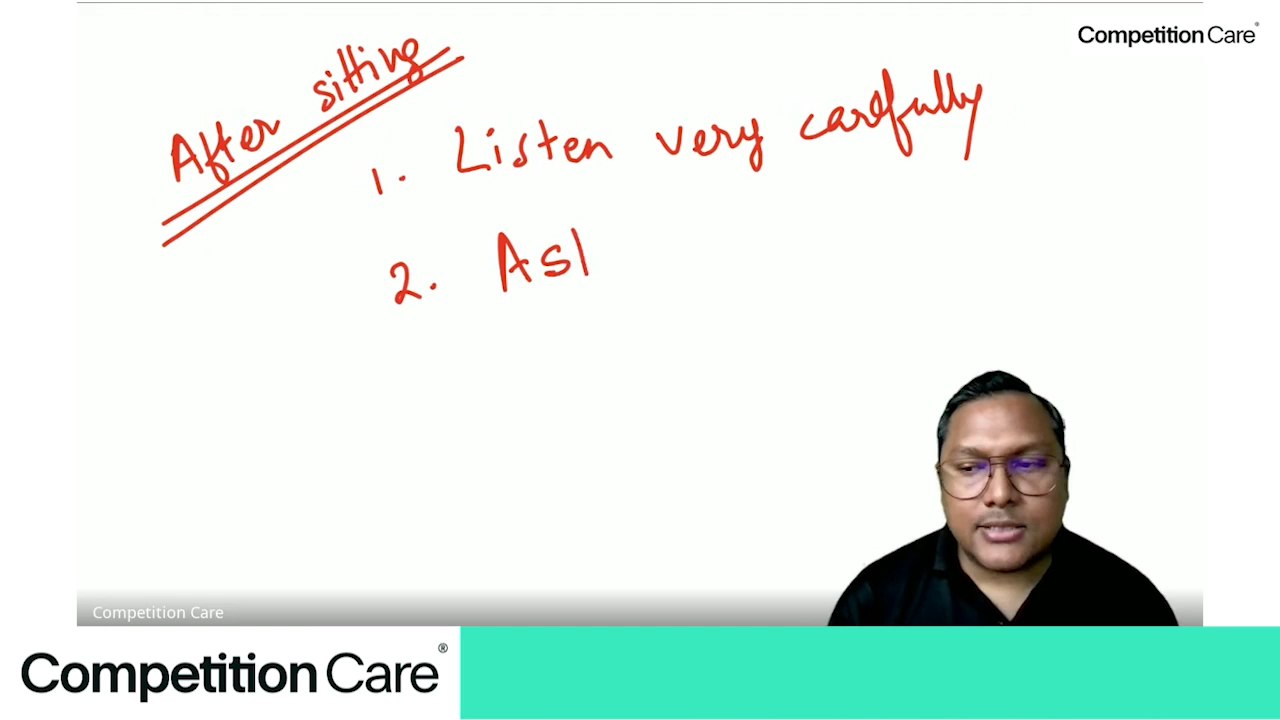 Competition Care®
After sitting
1. Listen very carefully
2. Asl
Competition Care
Competition Care®